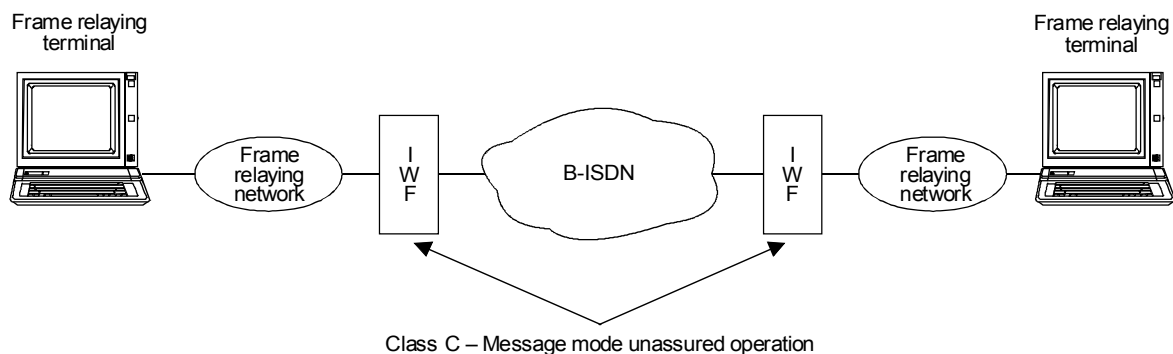 Frame relaying
terminal
Frame relaying
terminal
Frame
relaying
network
I
W
F
B-ISDN
I
W
F
Frame
relaying
network
Class C – Message mode unassured operation